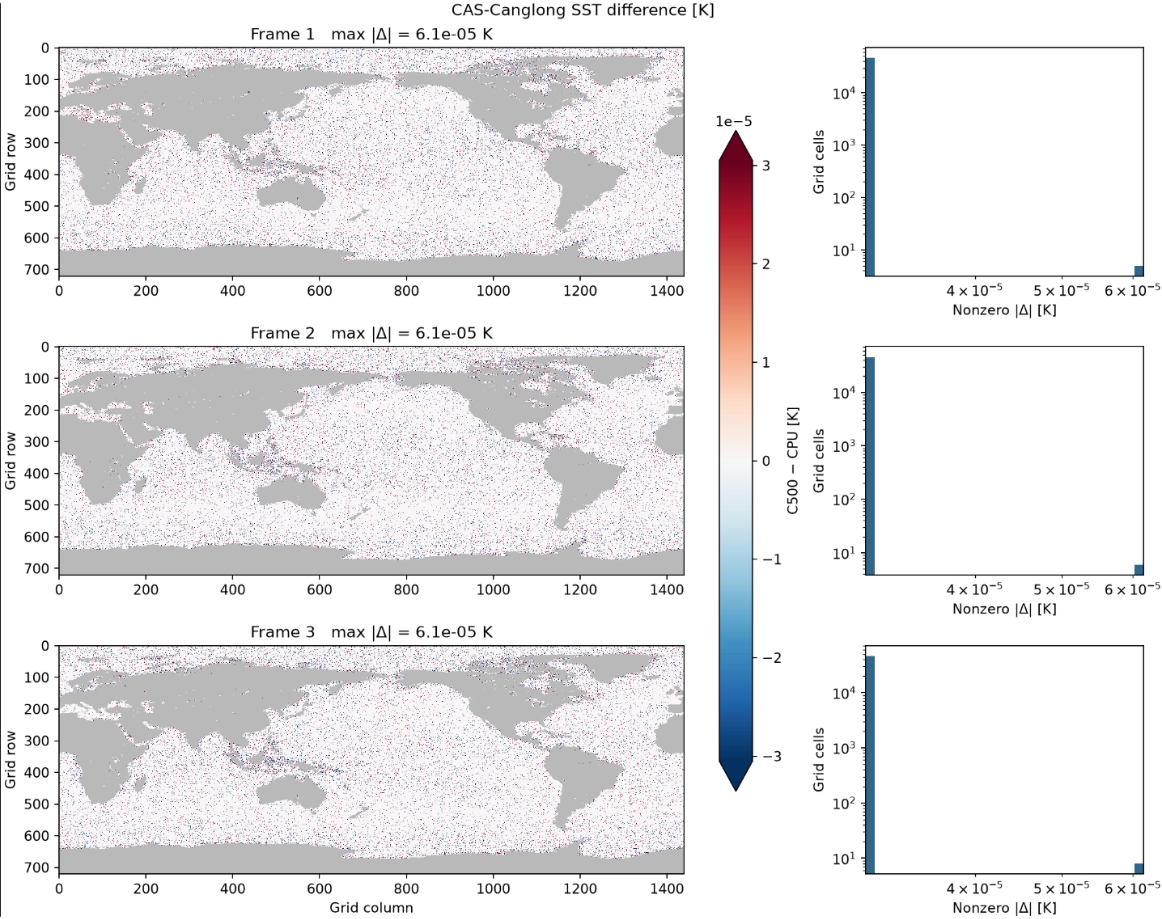 CAS-Canglong SST difference [K]
Frame 1   max |Δ| = 6.1e-05 K
0
100
200
300
400
500
600
700
Grid row
0 200 400 600 800 1000 1200 1400
10⁴
10³
10²
10¹
Grid cells
4 × 10⁻⁵ 5 × 10⁻⁵ 6 × 10⁻⁵
Nonzero |Δ| [K]
Frame 2   max |Δ| = 6.1e-05 K
0
100
200
300
400
500
600
700
Grid row
0 200 400 600 800 1000 1200 1400
1e−5
3
2
1
0
−1
−2
−3
C500 − CPU [K]
10⁴
10³
10²
10¹
Grid cells
4 × 10⁻⁵ 5 × 10⁻⁵ 6 × 10⁻⁵
Nonzero |Δ| [K]
Frame 3   max |Δ| = 6.1e-05 K
0
100
200
300
400
500
600
700
Grid row
0 200 400 600 800 1000 1200 1400
Grid column
10⁴
10³
10²
10¹
Grid cells
4 × 10⁻⁵ 5 × 10⁻⁵ 6 × 10⁻⁵
Nonzero |Δ| [K]